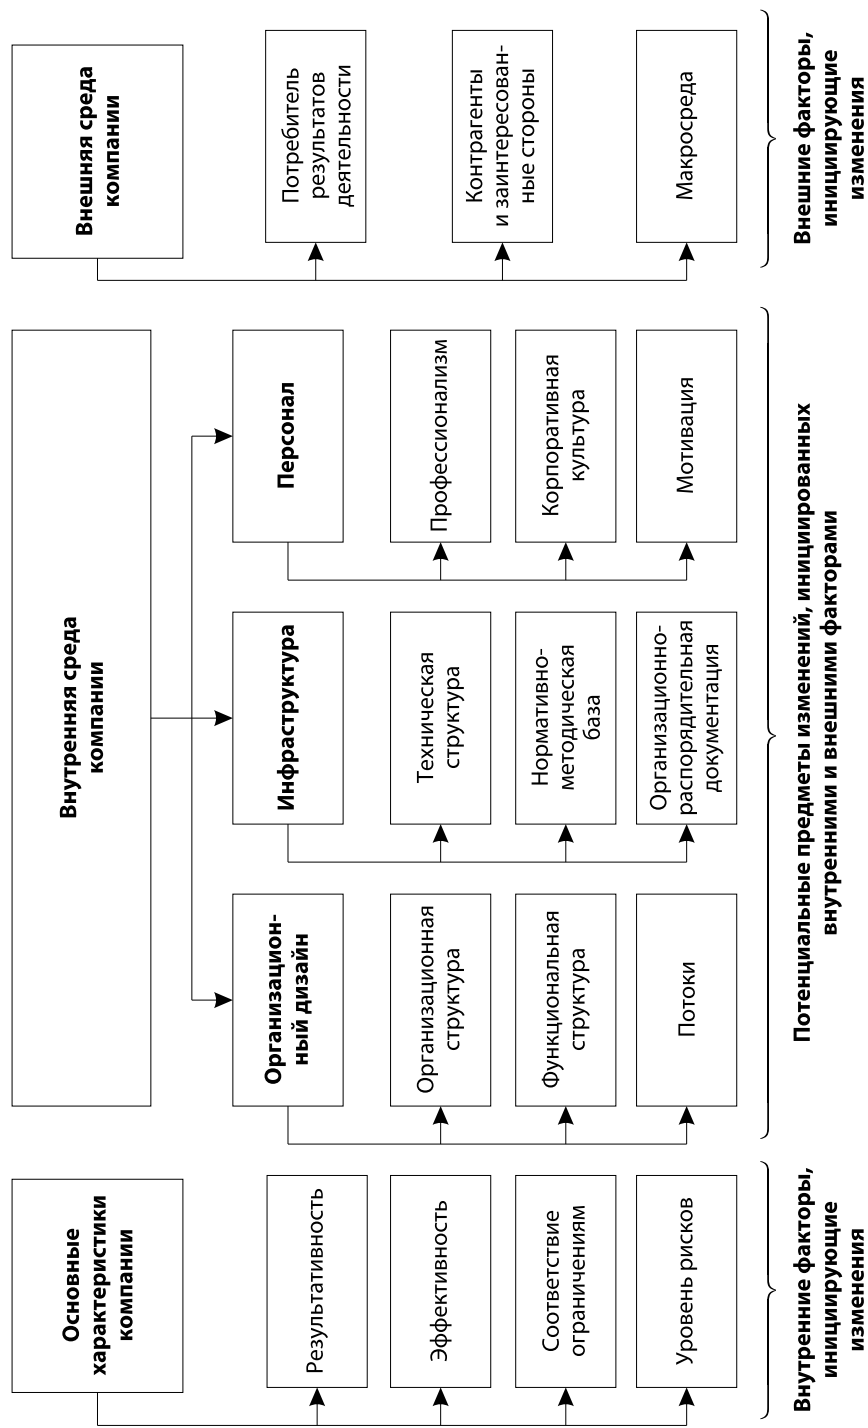 Основные
характеристики
компании
Результативность
Эффективность
Соответствие
ограничениям
Уровень рисков
Внутренние факторы,
инициирующие
изменения
Внутренняя среда
компании
Организацион-
ный дизайн
Организационная
структура
Функциональная
структура
Потоки
Инфраструктура
Техническая
структура
Нормативно-
методическая
база
Организационно-
распорядительная
документация
Персонал
Профессионализм
Корпоративная
культура
Мотивация
Потенциальные предметы изменений, инициированных
внутренними и внешними факторами
Внешняя среда
компании
Потребитель
результатов
деятельности
Контрагенты
и заинтересован-
ные стороны
Макросреда
Внешние факторы,
инициирующие
изменения